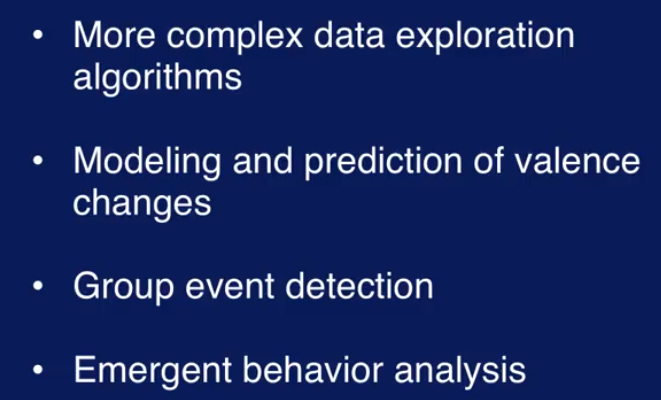 • More complex data exploration
algorithms
• Modeling and prediction of valence
changes
• Group event detection
• Emergent behavior analysis